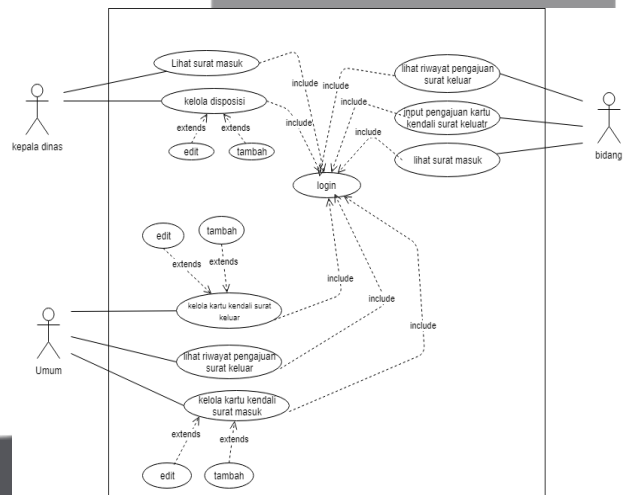 Lihat surat masuk
kelola disposisi
extends
extends
edit
tambah
kepala dinas
include
include
include
include
include
lihat riwayat pengajuan
surat keluar
input pengajuan kartu
kendali surat keluatr
lihat surat masuk
bidang
login
edit
tambah
extends
extends
kelola kartu kendali surat
keluar
include
include
include
Umum
lihat riwayat pengajuan
surat keluar
kelola kartu kendali
surat masuk
extends
extends
edit
tambah